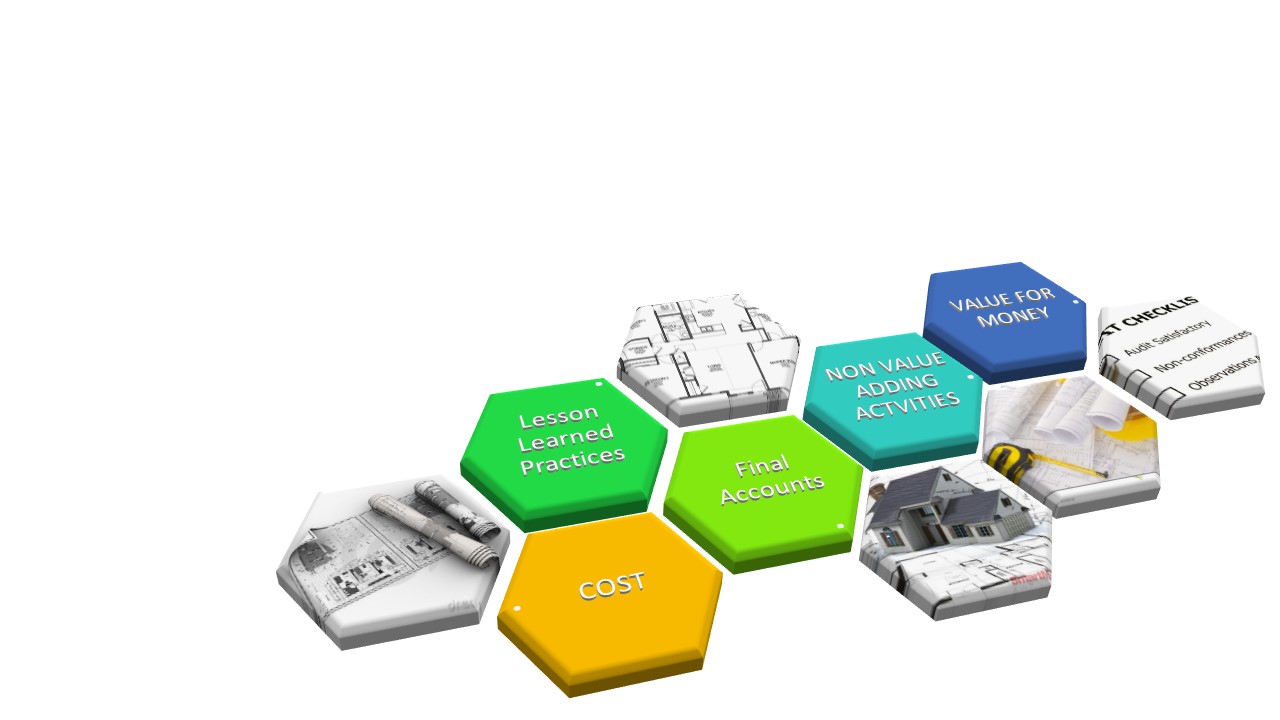 VALUE FOR
MONEY
T CHECKLIS
Audit Satisfactory
Non-conformances
Observations
NON VALUE
ADDING
ACTVITIES
Lesson
Learned
Practices
Final
Accounts
COST